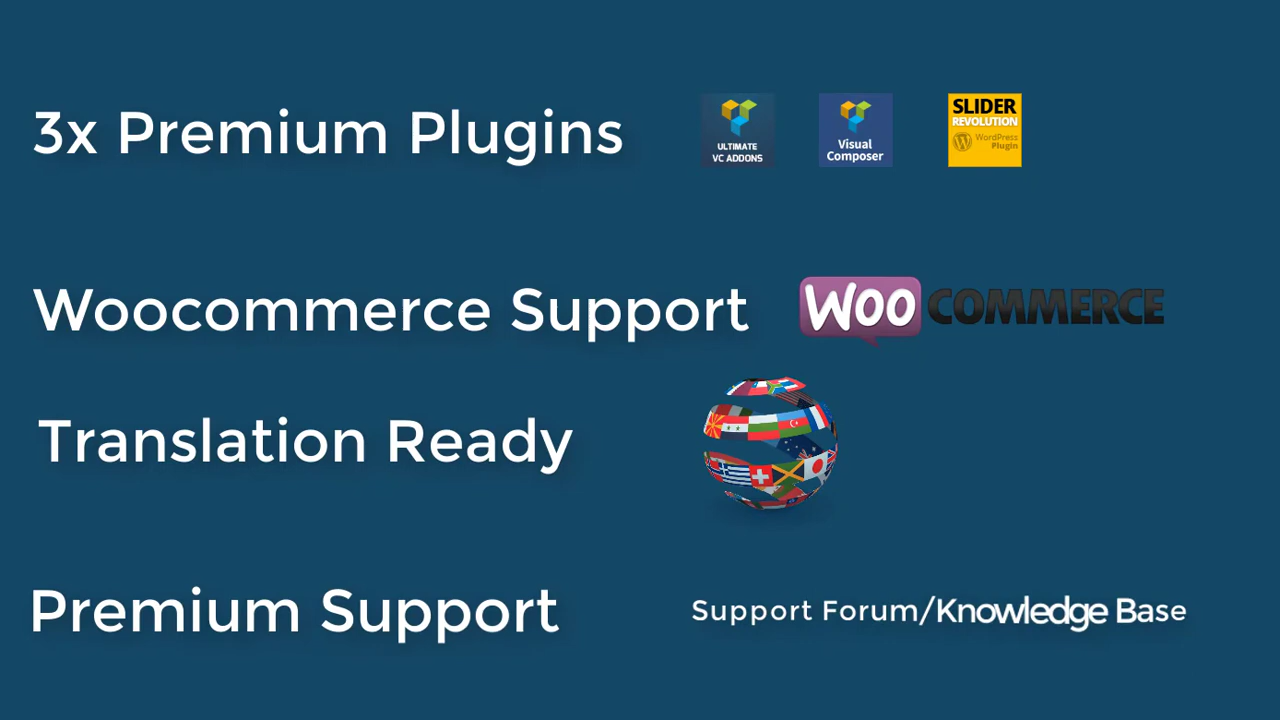 3x Premium Plugins
ULTIMATE
VC ADDONS
Visual
Composer
SLIDER
REVOLUTION
WordPress
Plugin
Woocommerce Support
WOO COMMERCE
Translation Ready
Premium Support
Support Forum/Knowledge Base